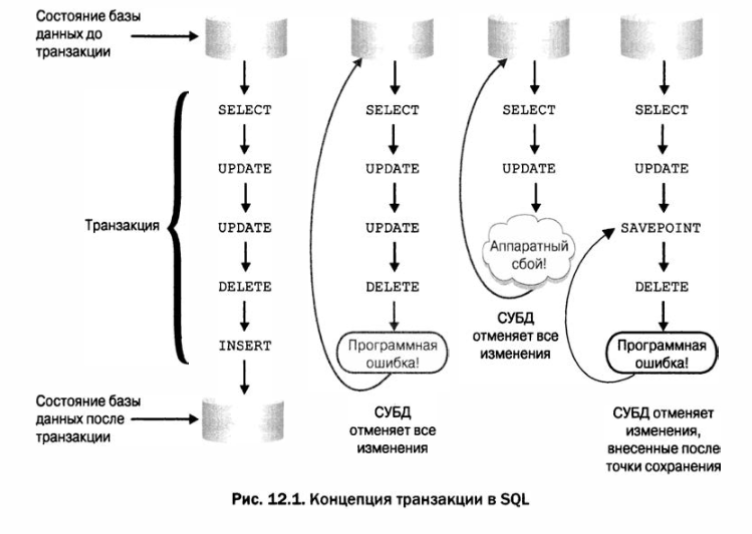 Состояние базы
данных до
транзакции
Транзакция
Состояние базы
данных после
транзакции
SELECT
UPDATE
UPDATE
DELETE
INSERT
SELECT
UPDATE
UPDATE
DELETE
Программная
ошибка!
СУБД
отменяет все
изменения
SELECT
UPDATE
Аппаратный
сбой!
СУБД
отменяет все
изменения
SELECT
UPDATE
SAVEPOINT
DELETE
Программная
ошибка!
СУБД отменяет
изменения,
внесенные после
точки сохранения
Рис. 12.1. Концепция транзакции в SQL